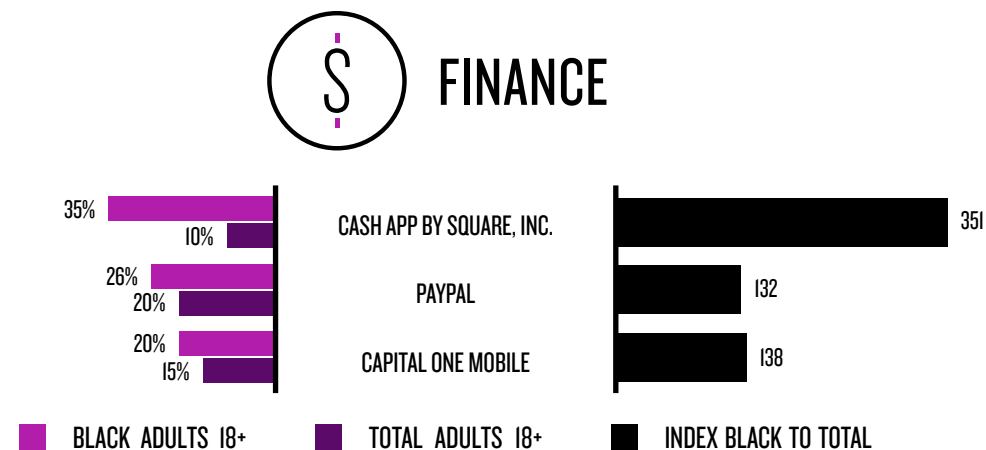 $ FINANCE
35% CASH APP BY SQUARE, INC. 351
10%
26% PAYPAL 132
20%
20% CAPITAL ONE MOBILE 138
15%
BLACK ADULTS 18+ TOTAL ADULTS 18+ INDEX BLACK TO TOTAL